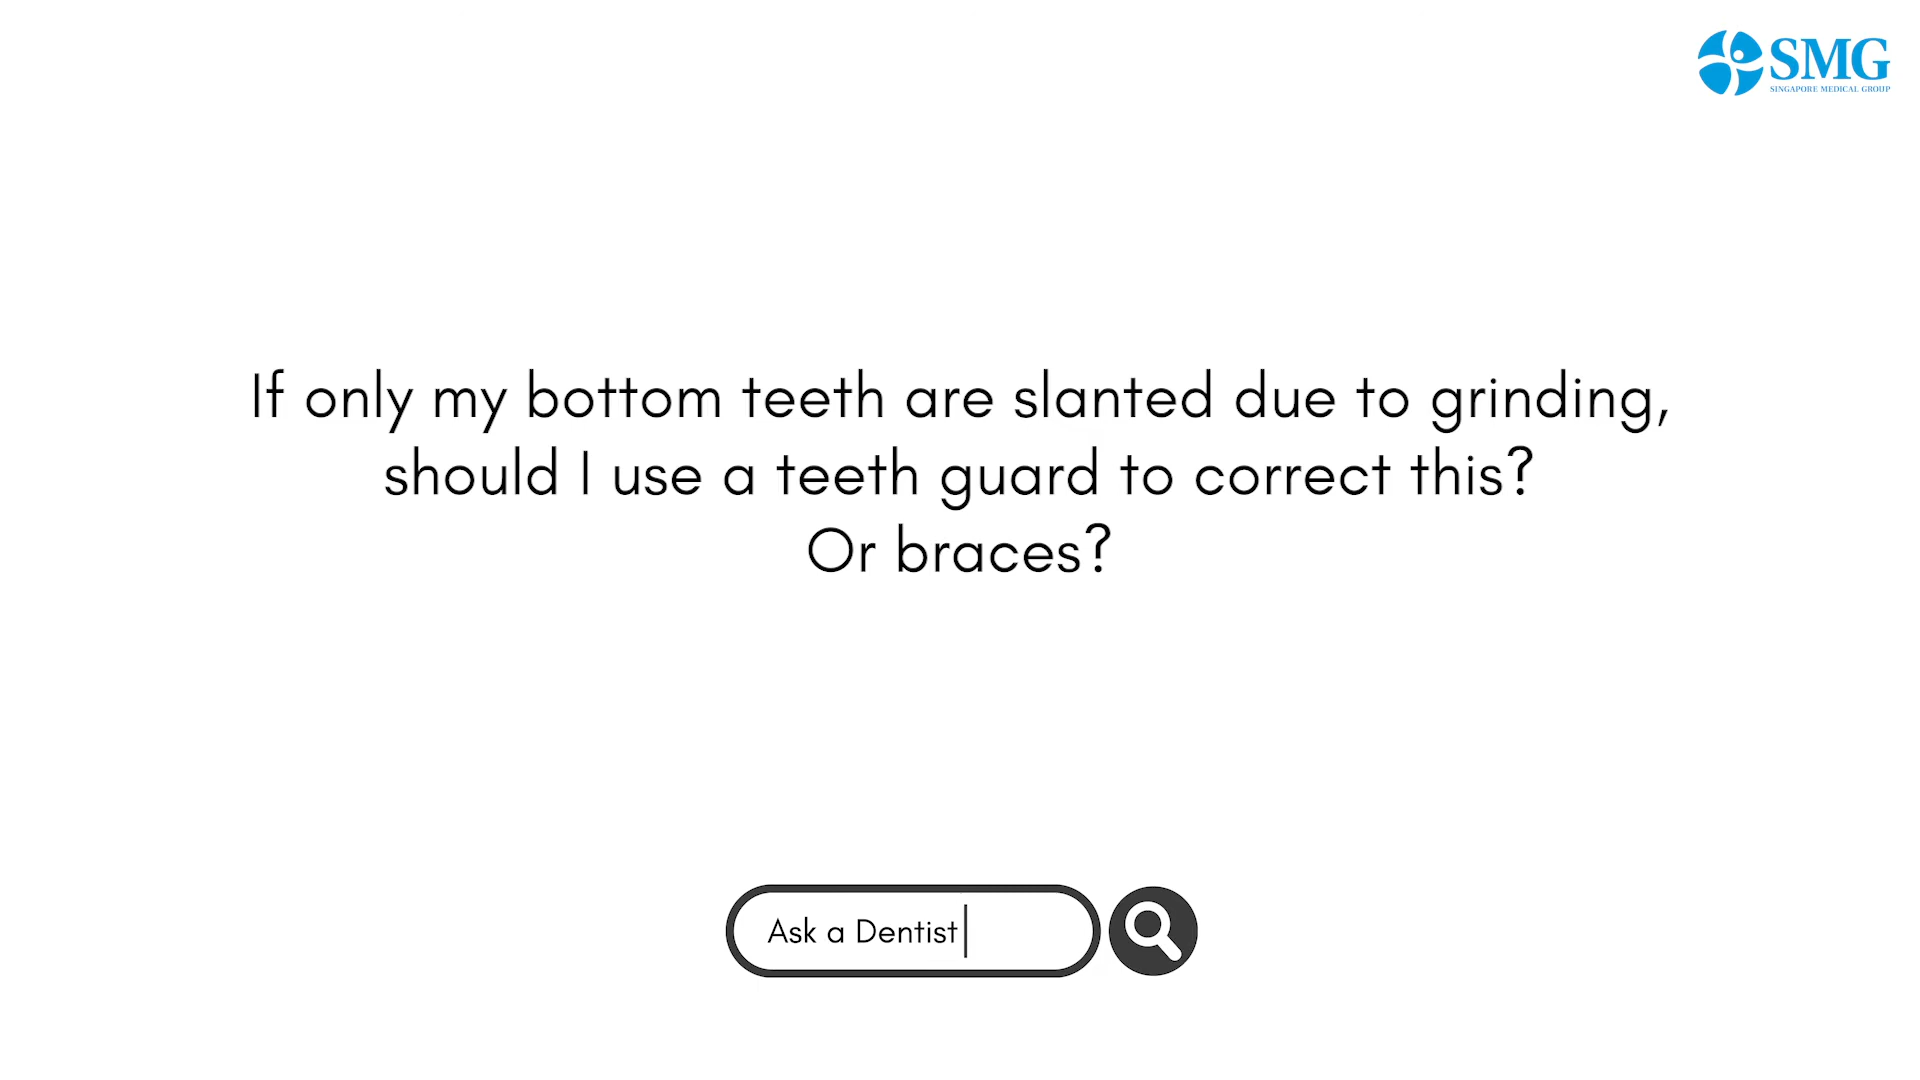 SMG
SINGAPORE MEDICAL GROUP
If only my bottom teeth are slanted due to grinding,
should I use a teeth guard to correct this?
Or braces?
Ask a Dentist